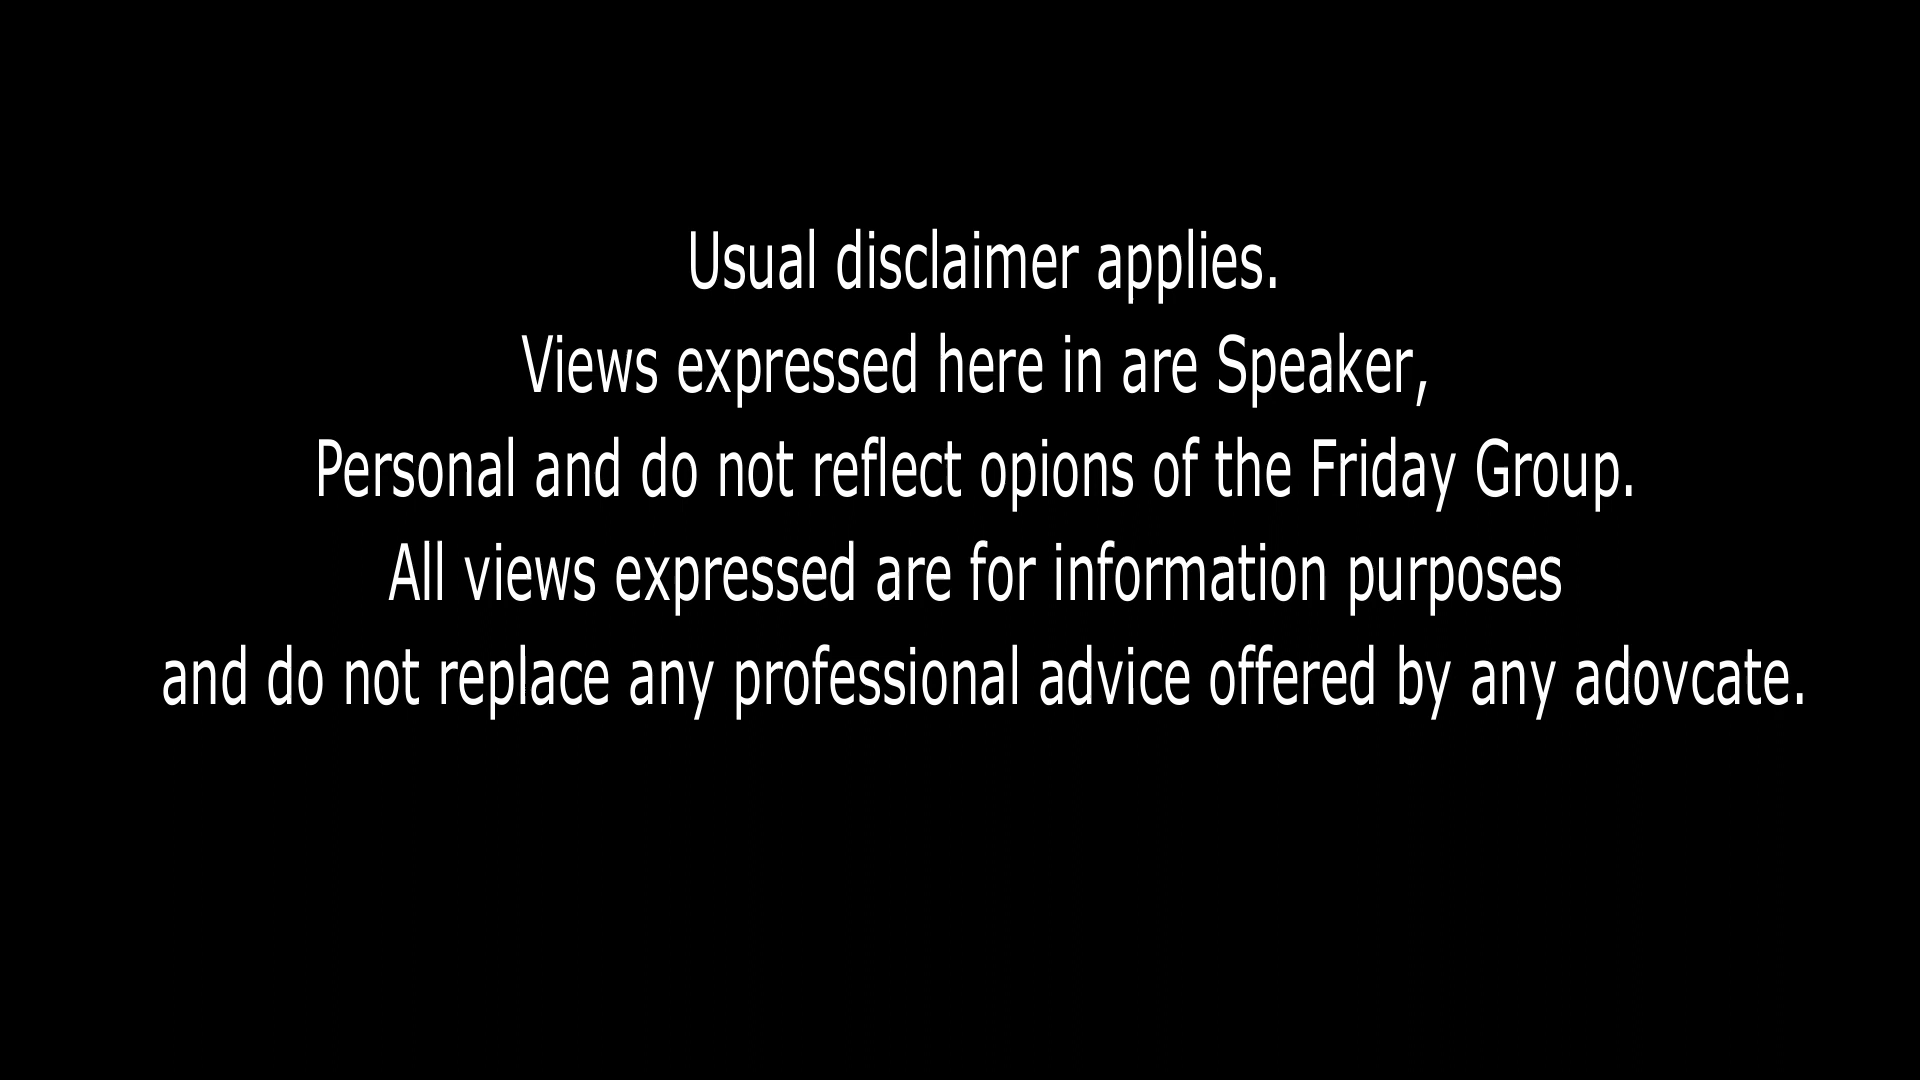 Usual disclaimer applies.
Views expressed here in are Speaker,
Personal and do not reflect opions of the Friday Group.
All views expressed are for information purposes
and do not replace any professional advice offered by any adovcate.